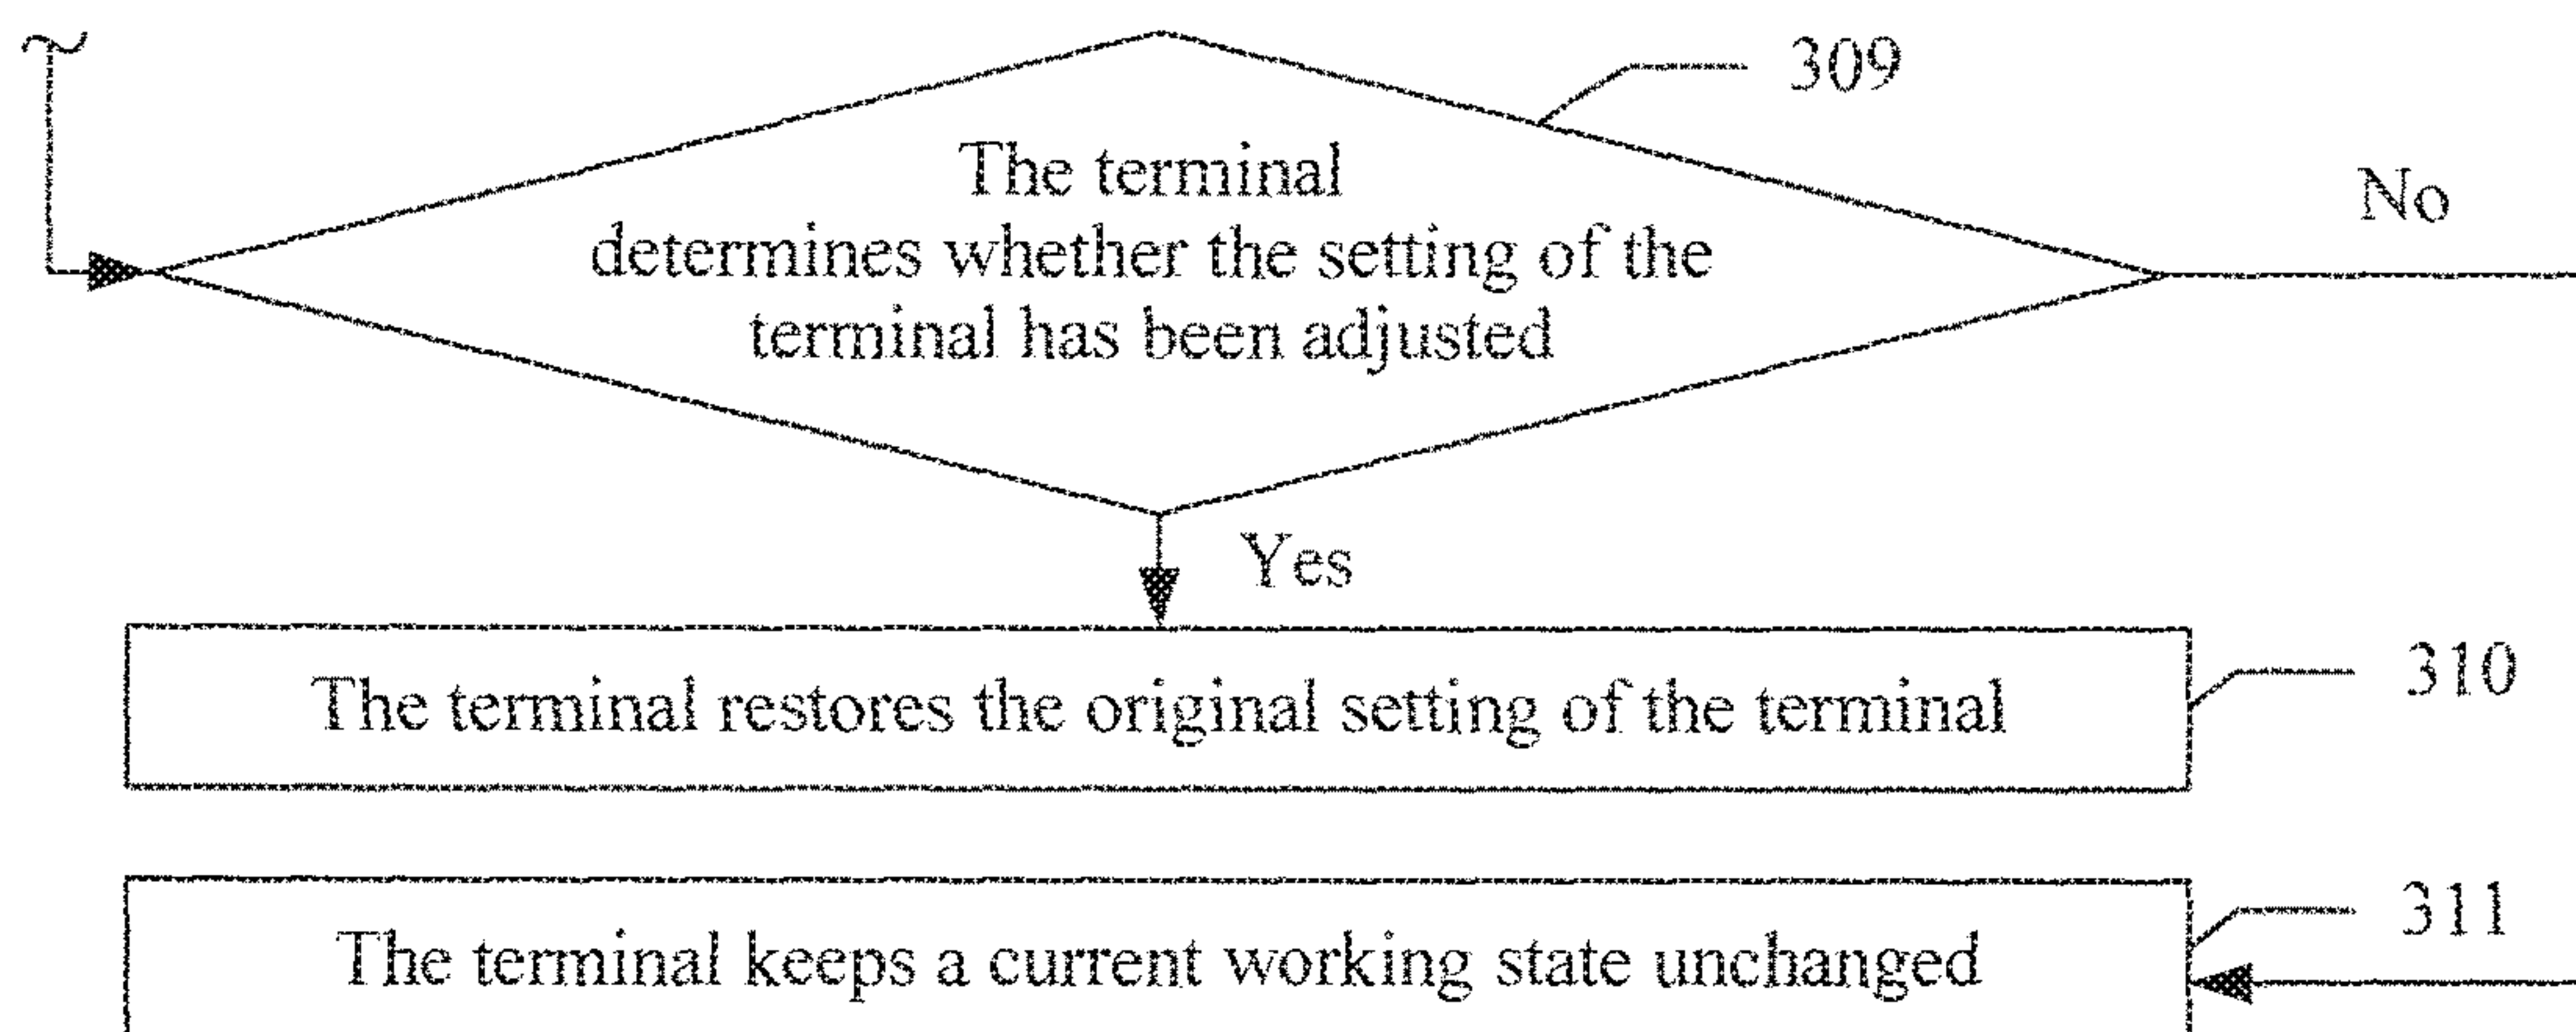 309
The terminal
determines whether the setting of the
terminal has been adjusted
No
Yes
The terminal restores the original setting of the terminal
310
The terminal keeps a current working state unchanged
311